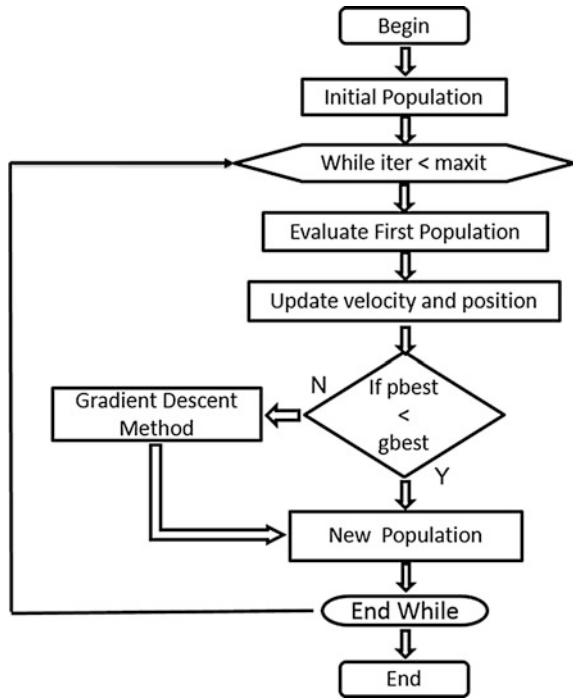 Begin
Initial Population
While iter < maxit
Evaluate First Population
Update velocity and position
If pbest
<
gbest
N
Gradient Descent
Method
Y
New Population
End While
End